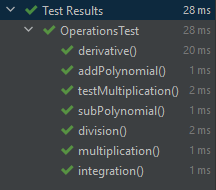 Test Results 28 ms
OperationsTest 28 ms
derivative() 20 ms
addPolynomial() 1 ms
testMultiplication() 2 ms
subPolynomial() 1 ms
division() 2 ms
multiplication() 1 ms
integration() 1 ms